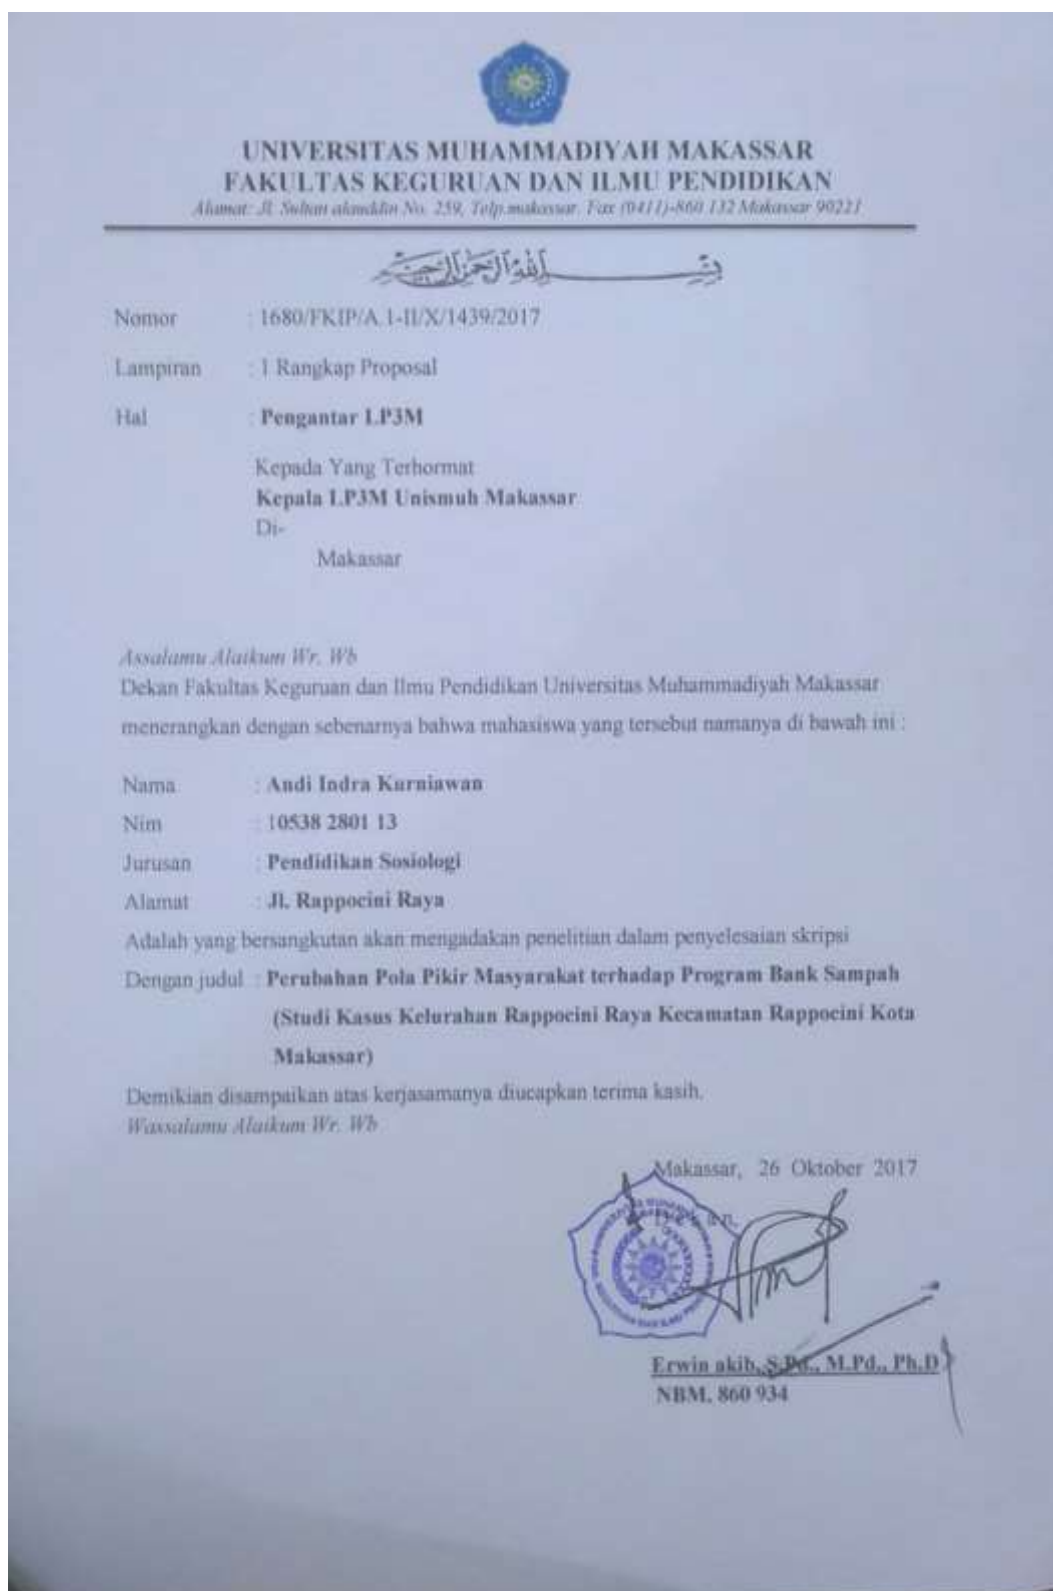 UNIVERSITAS MUHAMMADIYAH MAKASSAR
FAKULTAS KEGURUAN DAN ILMU PENDIDIKAN
Alamat: Jl. Sultan alauddin No. 259, Telp.makassar. Fax (0411)-860 132 Makassar 90221
بسم الله الرحمن الرحيم
Nomor : 1680/FKIP/A.1-II/X/1439/2017
Lampiran : 1 Rangkap Proposal
Hal : Pengantar LP3M
Kepada Yang Terhormat
Kepala LP3M Unismuh Makassar
Di-
Makassar
Assalamu Alaikum Wr. Wb
Dekan Fakultas Keguruan dan Ilmu Pendidikan Universitas Muhammadiyah Makassar
menerangkan dengan sebenarnya bahwa mahasiswa yang tersebut namanya di bawah ini :
Nama : Andi Indra Kurniawan
Nim : 10538 2801 13
Jurusan : Pendidikan Sosiologi
Alamat : Jl. Rappocini Raya
Adalah yang bersangkutan akan mengadakan penelitian dalam penyelesaian skripsi
Dengan judul : Perubahan Pola Pikir Masyarakat terhadap Program Bank Sampah
(Studi Kasus Kelurahan Rappocini Raya Kecamatan Rappocini Kota
Makassar)
Demikian disampaikan atas kerjasamanya diucapkan terima kasih.
Wassalamu Alaikum Wr. Wb
Makassar, 26 Oktober 2017
Erwin akib, S.Pd., M.Pd., Ph.D
NBM. 860 934